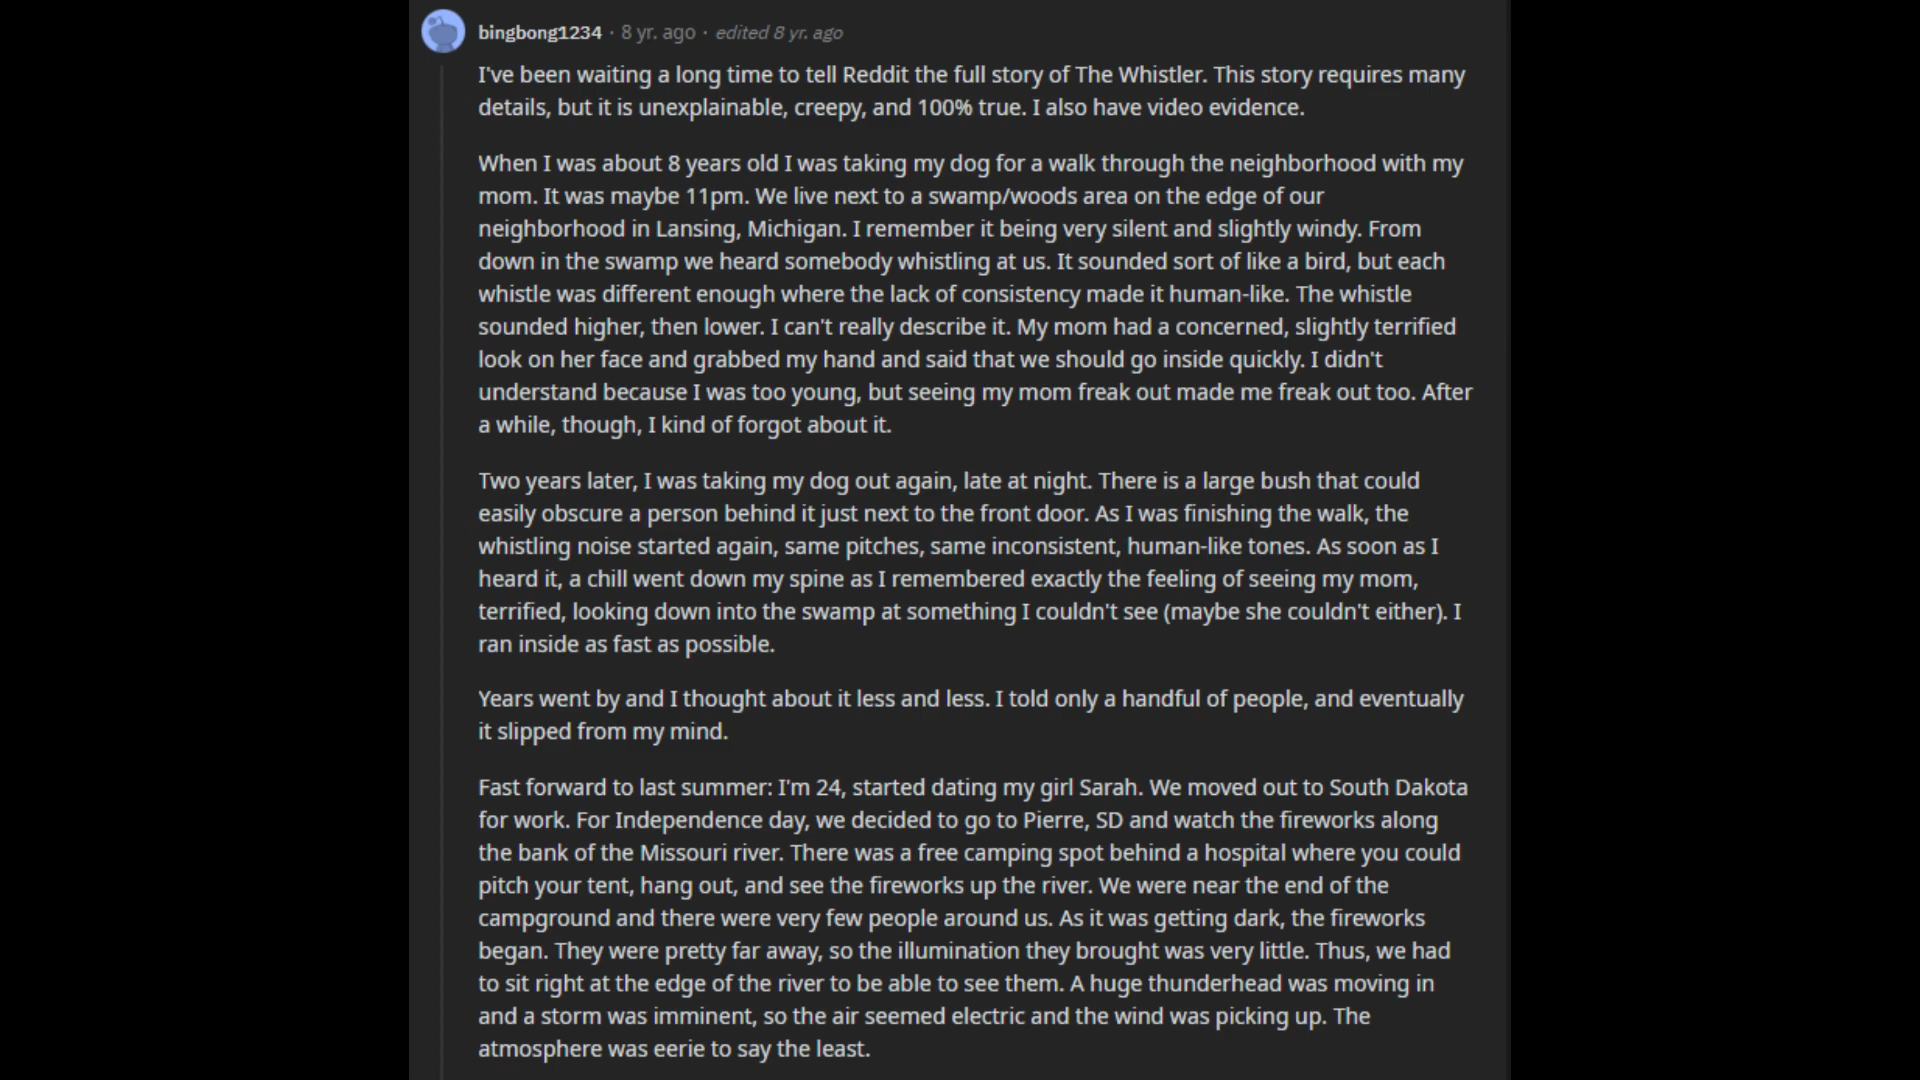 bingbong1234 · 8 yr. ago · edited 8 yr. ago
I've been waiting a long time to tell Reddit the full story of The Whistler. This story requires many
details, but it is unexplainable, creepy, and 100% true. I also have video evidence.
When I was about 8 years old I was taking my dog for a walk through the neighborhood with my
mom. It was maybe 11pm. We live next to a swamp/woods area on the edge of our
neighborhood in Lansing, Michigan. I remember it being very silent and slightly windy. From
down in the swamp we heard somebody whistling at us. It sounded sort of like a bird, but each
whistle was different enough where the lack of consistency made it human-like. The whistle
sounded higher, then lower. I can't really describe it. My mom had a concerned, slightly terrified
look on her face and grabbed my hand and said that we should go inside quickly. I didn't
understand because I was too young, but seeing my mom freak out made me freak out too. After
a while, though, I kind of forgot about it.
Two years later, I was taking my dog out again, late at night. There is a large bush that could
easily obscure a person behind it just next to the front door. As I was finishing the walk, the
whistling noise started again, same pitches, same inconsistent, human-like tones. As soon as I
heard it, a chill went down my spine as I remembered exactly the feeling of seeing my mom,
terrified, looking down into the swamp at something I couldn't see (maybe she couldn't either). I
ran inside as fast as possible.
Years went by and I thought about it less and less. I told only a handful of people, and eventually
it slipped from my mind.
Fast forward to last summer: I'm 24, started dating my girl Sarah. We moved out to South Dakota
for work. For Independence day, we decided to go to Pierre, SD and watch the fireworks along
the bank of the Missouri river. There was a free camping spot behind a hospital where you could
pitch your tent, hang out, and see the fireworks up the river. We were near the end of the
campground and there were very few people around us. As it was getting dark, the fireworks
began. They were pretty far away, so the illumination they brought was very little. Thus, we had
to sit right at the edge of the river to be able to see them. A huge thunderhead was moving in
and a storm was imminent, so the air seemed electric and the wind was picking up. The
atmosphere was eerie to say the least.